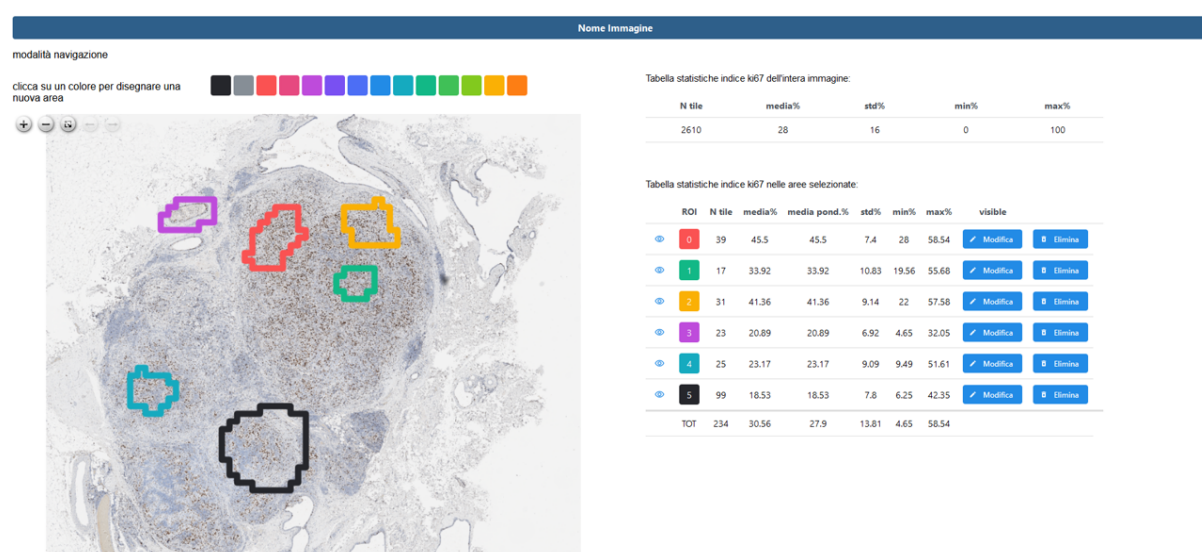 Nome Immagine
modalità navigazione
clicca su un colore per disegnare una
nuova area
Tabella statistiche indice ki67 dell'intera immagine:
N tile media% std% min% max%
2610 28 16 0 100
Tabella statistiche indice ki67 nelle aree selezionate:
ROI N tile media% media pond.% std% min% max% visible
0 39 45.5 45.5 7.4 28 58.54 Modifica Elimina
1 17 33.92 33.92 10.83 19.56 55.68 Modifica Elimina
2 31 41.36 41.36 9.14 22 57.58 Modifica Elimina
3 23 20.89 20.89 6.92 4.65 32.05 Modifica Elimina
4 25 23.17 23.17 9.09 9.49 51.61 Modifica Elimina
5 99 18.53 18.53 7.8 6.25 42.35 Modifica Elimina
TOT 234 30.56 27.9 13.81 4.65 58.54